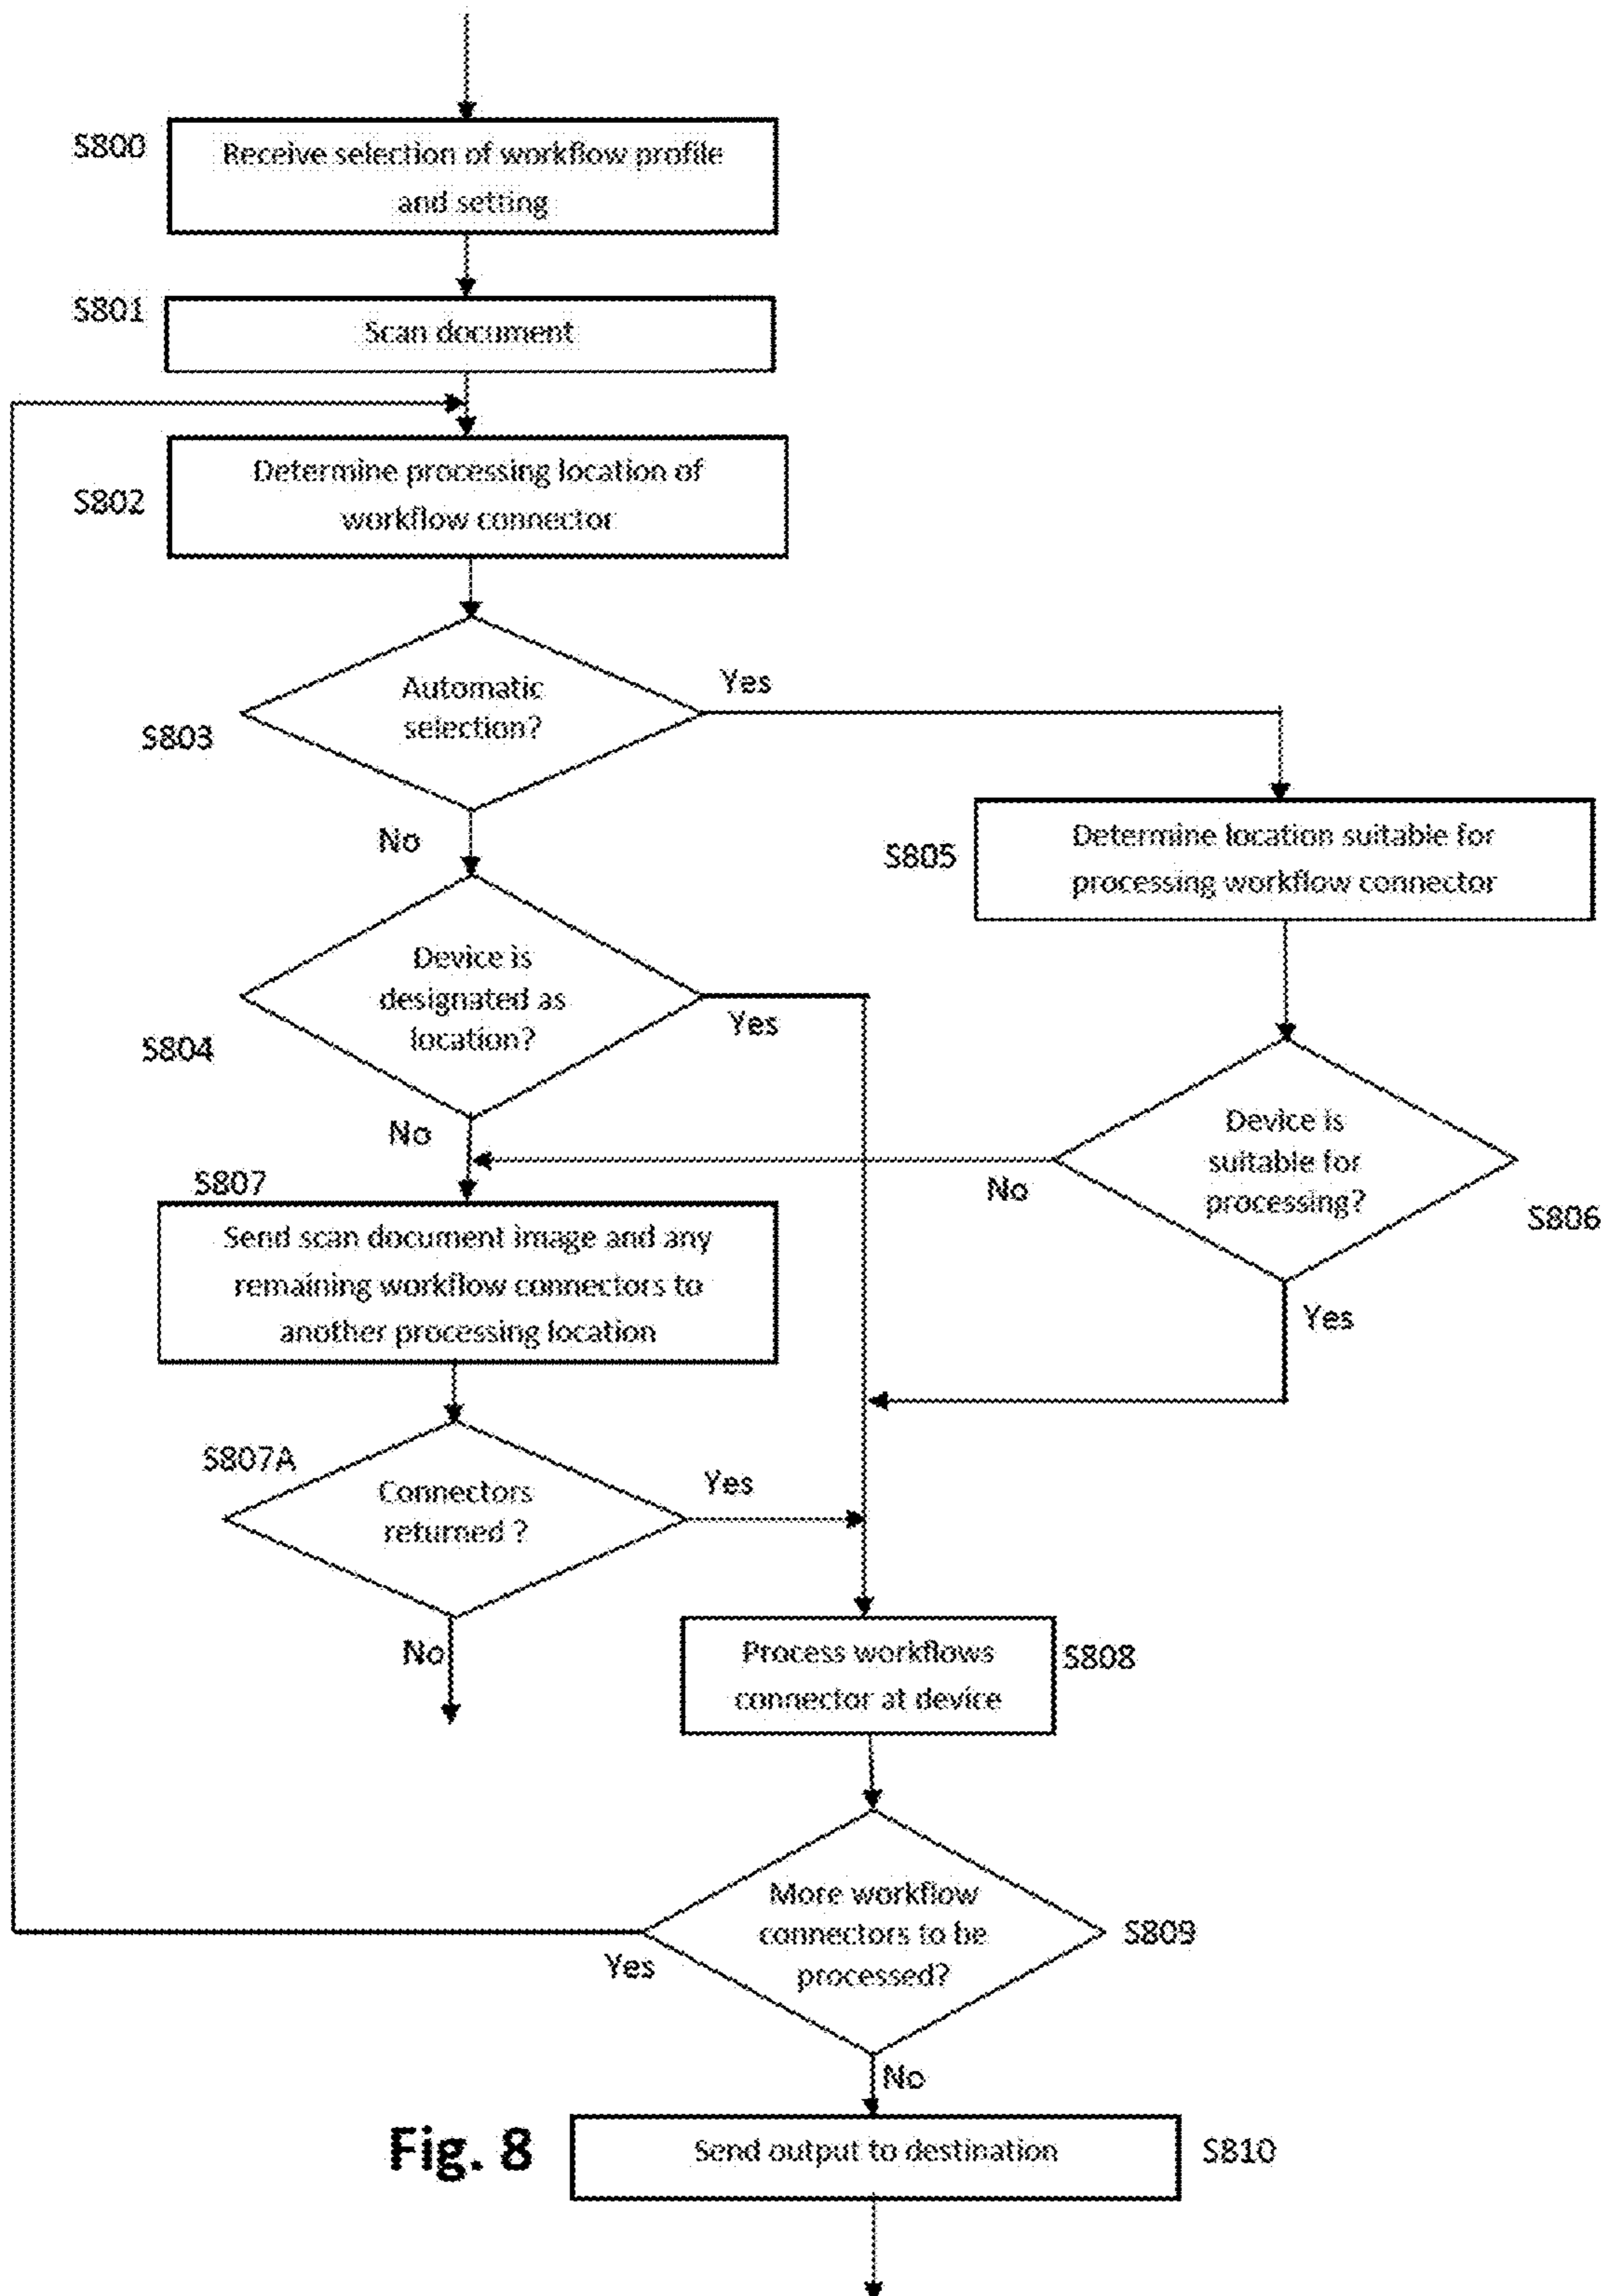 S800
Receive selection of workflow profile
and setting
S801
Scan document
S802
Determine processing location of
workflow connector
S803
Automatic
selection?
Yes
No
S804
Device is
designated as
location?
Yes
No
S805
Determine location suitable for
processing workflow connector
Device is
suitable for
processing?
S806
No
Yes
S807
Send scan document image and any
remaining workflow connectors to
another processing location
S807A
Connectors
returned ?
Yes
No
Process workflows
connector at device
S808
More workflow
connectors to be
processed?
S809
Yes
No
Fig. 8
Send output to destination
S810